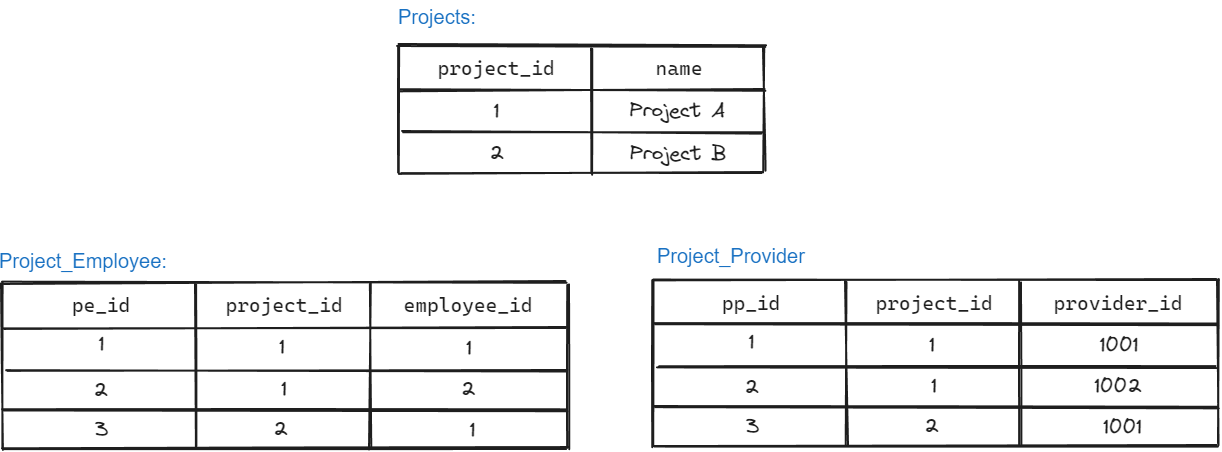 Projects:
project_id name
1 Project A
2 Project B
Project_Employee:
pe_id project_id employee_id
1 1 1
2 1 2
3 2 1
Project_Provider
pp_id project_id provider_id
1 1 1001
2 1 1002
3 2 1001